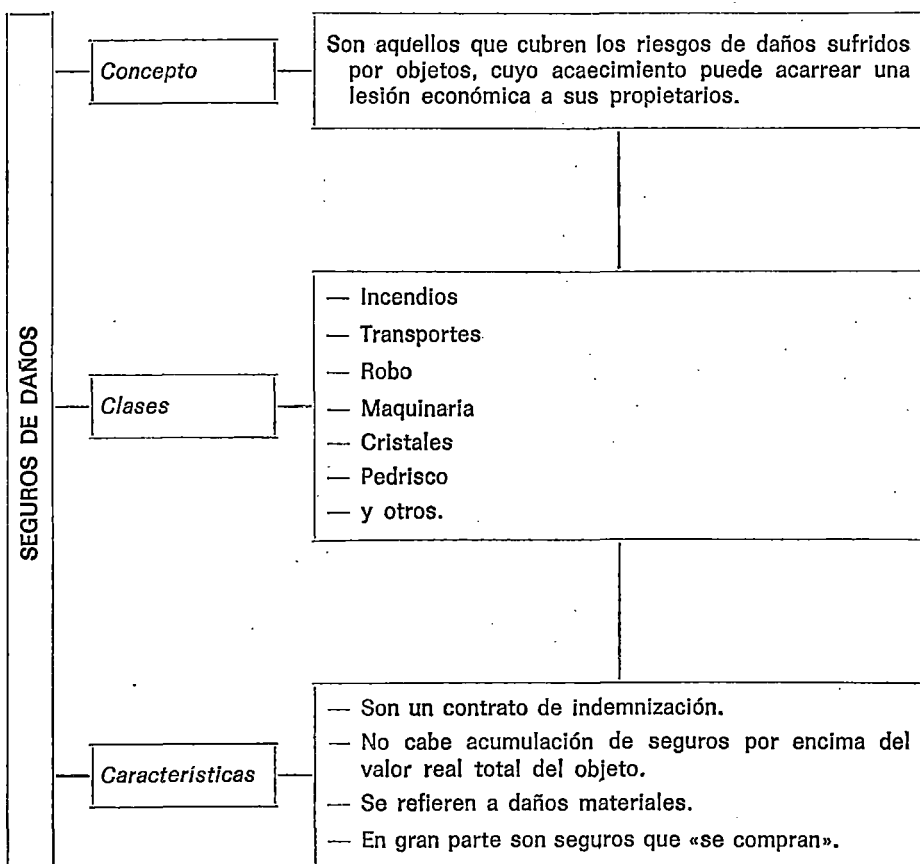 SEGUROS DE DAÑOS
Concepto
Son aquellos que cubren los riesgos de daños sufridos
por objetos, cuyo acaecimiento puede acarrear una
lesión económica a sus propietarios.
Clases
— Incendios
— Transportes
— Robo
— Maquinaria
— Cristales
— Pedrisco
— y otros.
Características
— Son un contrato de indemnización.
— No cabe acumulación de seguros por encima del
valor real total del objeto.
— Se refieren a daños materiales.
— En gran parte son seguros que «se compran».